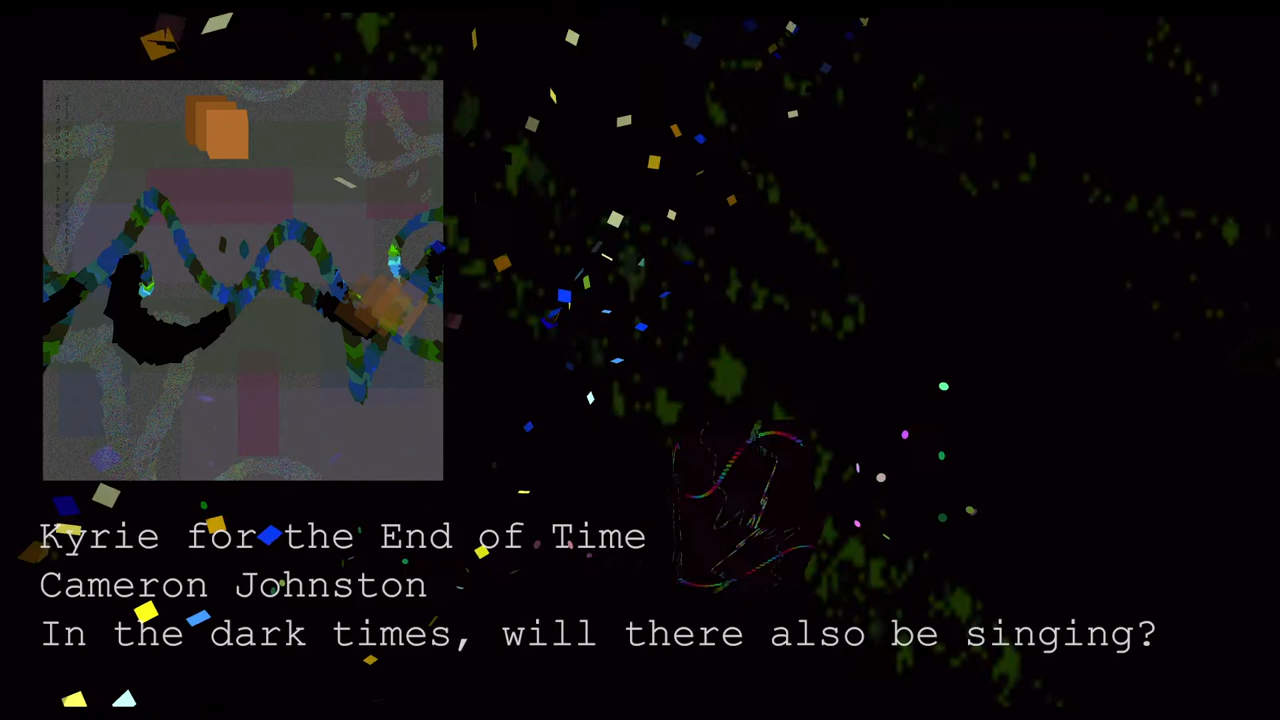 Kyrie for the End of Time
Cameron Johnston
In the dark times, will there also be singing?